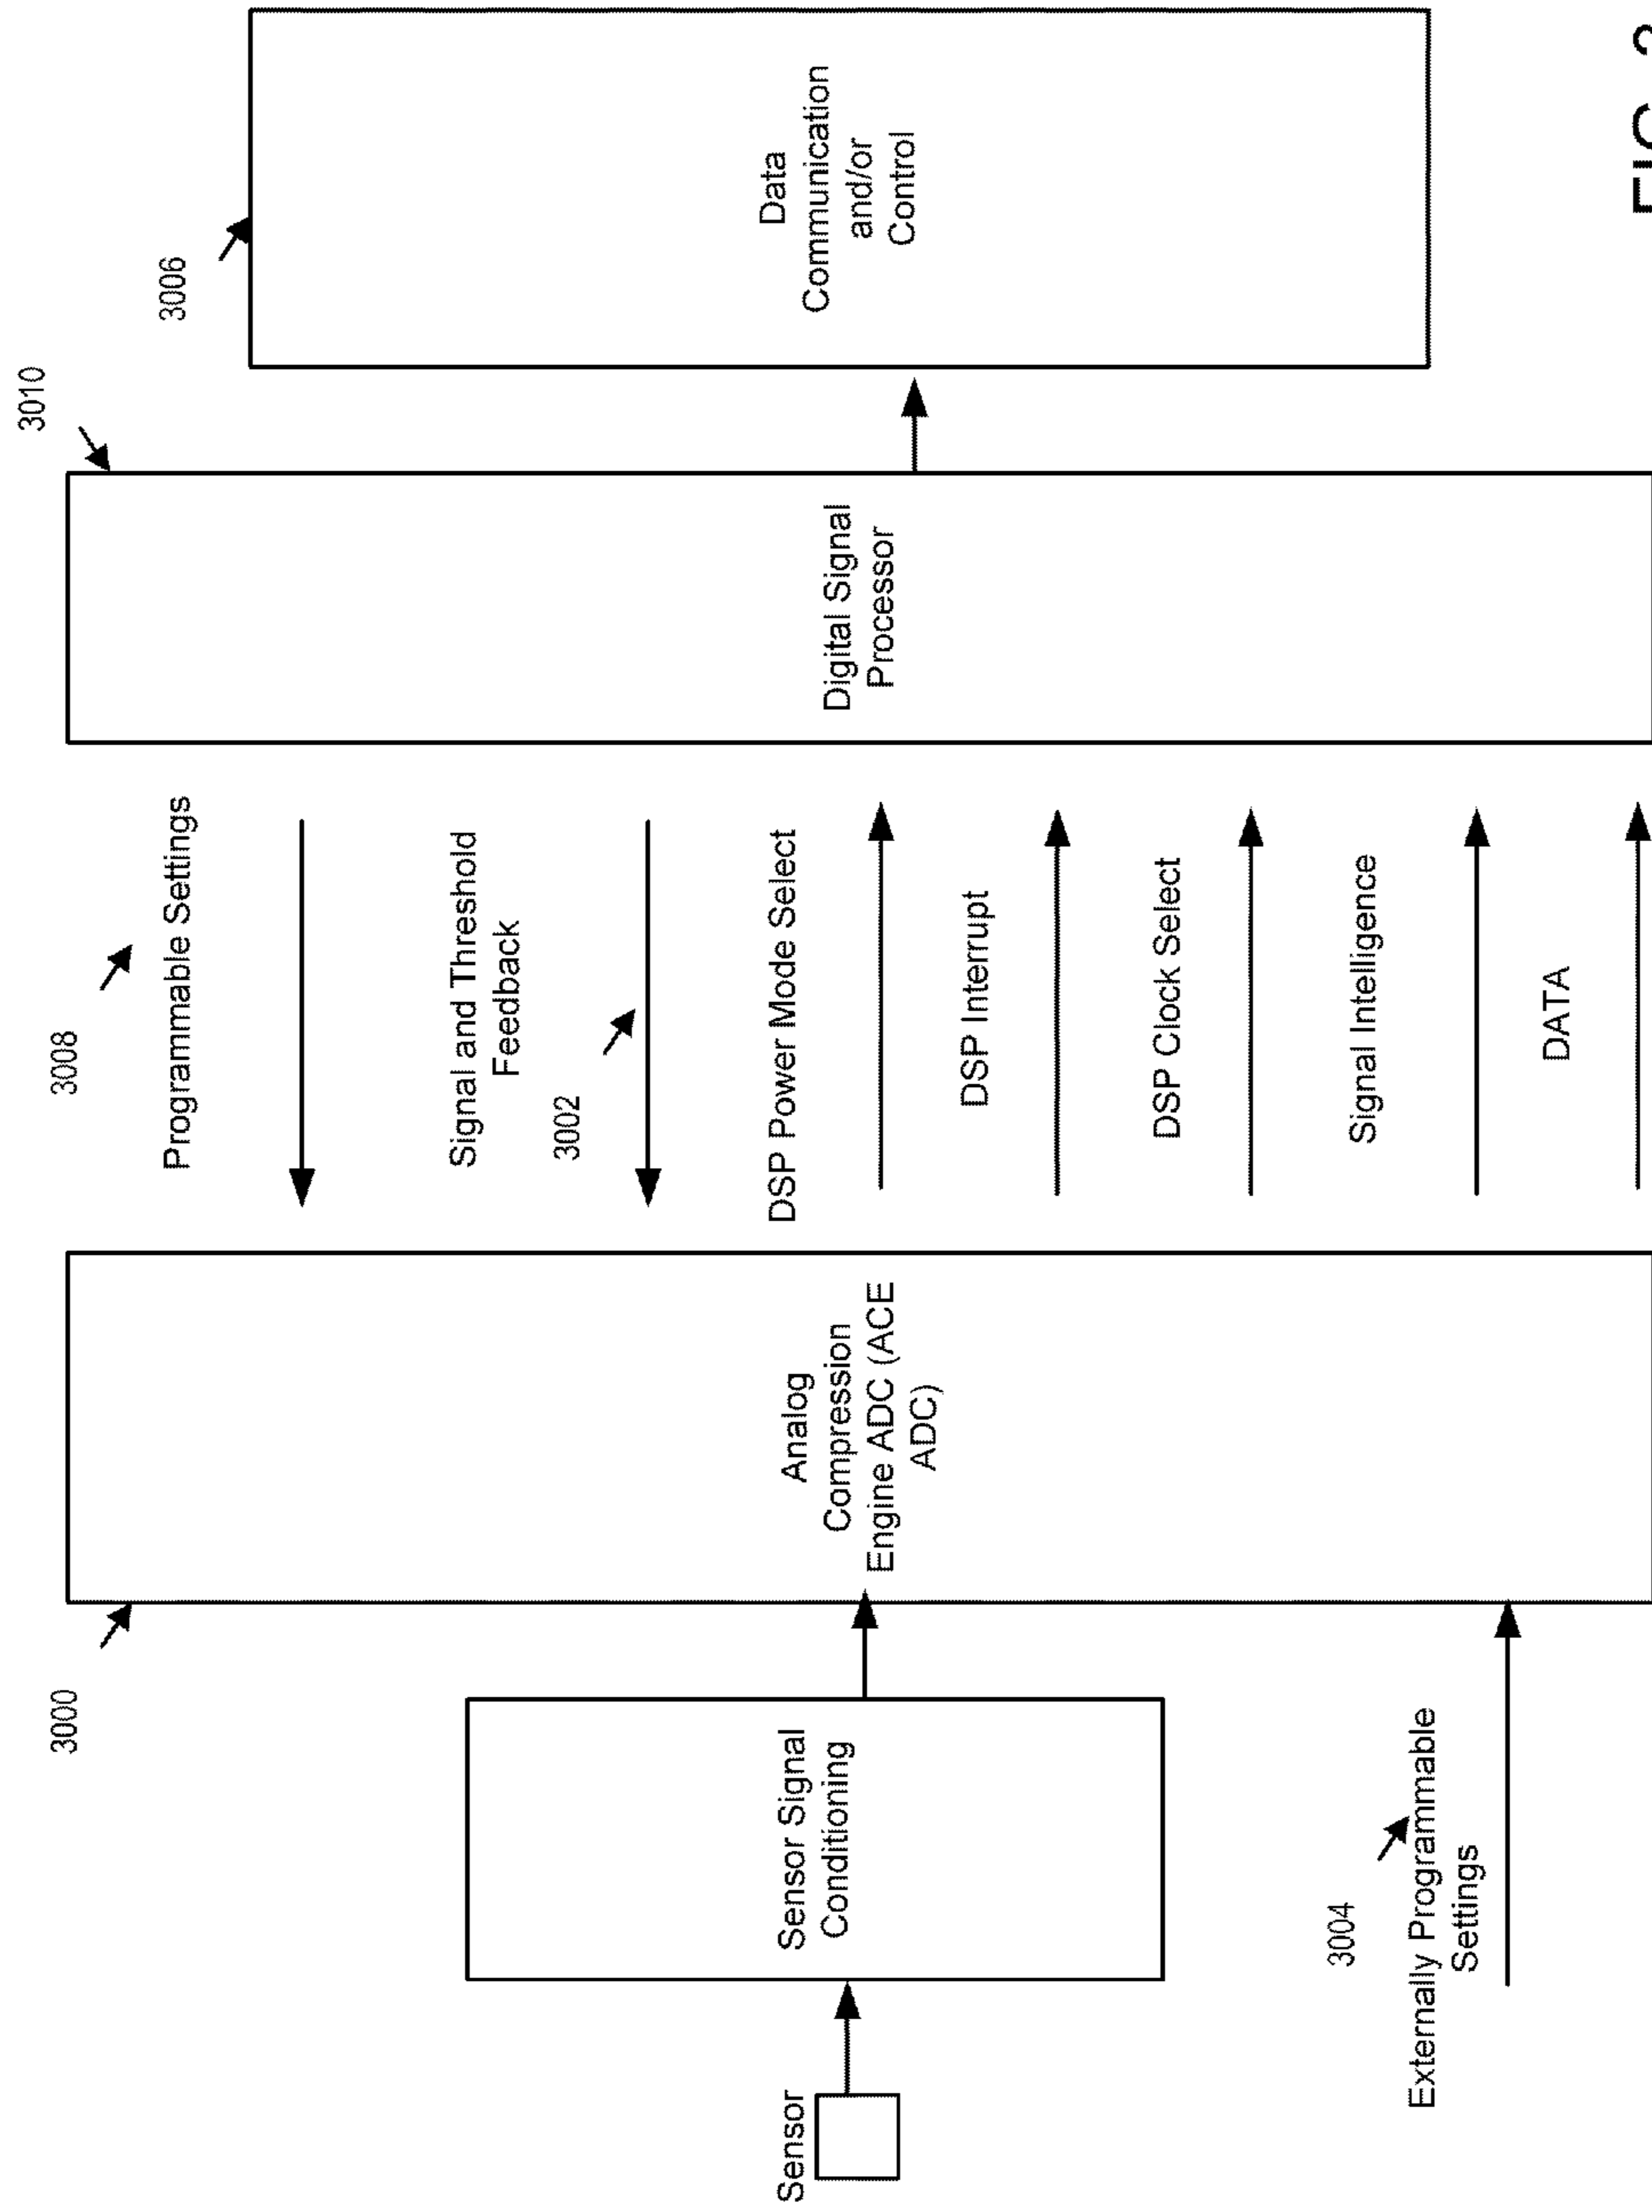 Sensor
Sensor Signal
Conditioning
3004
Externally Programmable
Settings
3000
Analog
Compression
Engine ADC (ACE
ADC)
3008
Programmable Settings
Signal and Threshold
Feedback
3002
DSP Power Mode Select
DSP Interrupt
DSP Clock Select
Signal Intelligence
DATA
3010
Digital Signal
Processor
3006
Data
Communication
and/or
Control
FIG.